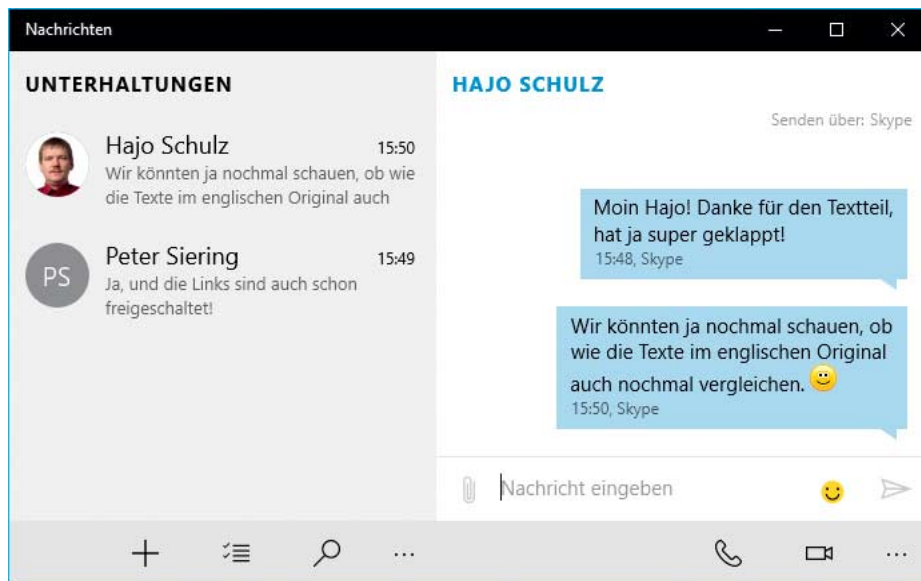 Nachrichten
UNTERHALTUNGEN
Hajo Schulz 15:50
Wir könnten ja nochmal schauen, ob wie
die Texte im englischen Original auch
PS
Peter Siering 15:49
Ja, und die Links sind auch schon
freigeschaltet!
HAJO SCHULZ
Senden über: Skype
Moin Hajo! Danke für den Textteil,
hat ja super geklappt!
15:48, Skype
Wir könnten ja nochmal schauen, ob
wie die Texte im englischen Original
auch nochmal vergleichen.
15:50, Skype
Nachricht eingeben